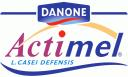 DANONE
Actimel®
L. CASEI DEFENSIS